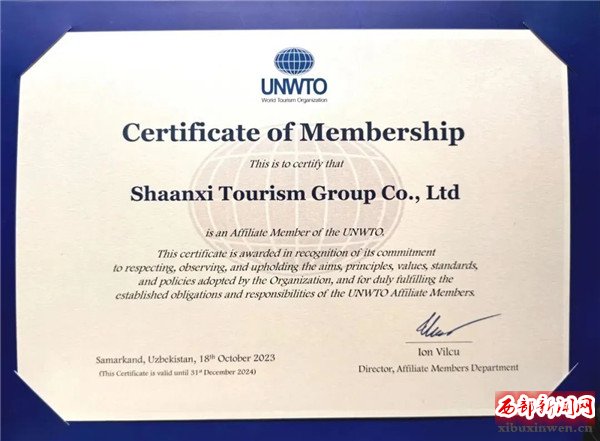 UNWTO
World Tourism Organization
Certificate of Membership
This is to certify that
Shaanxi Tourism Group Co., Ltd
is an Affiliate Member of the UNWTO.
This certificate is awarded in recognition of its commitment
to respecting, observing, and upholding the aims, principles, values, standards,
and policies adopted by the Organization, and for duly fulfilling the
established obligations and responsibilities of the UNWTO Affiliate Members.
Ion Vilcu
Samarkand, Uzbekistan, 18th October 2023
Director, Affiliate Members Department
(This Certificate is valid until 31st December 2024)
西部新闻网
xibuxinwen.cn